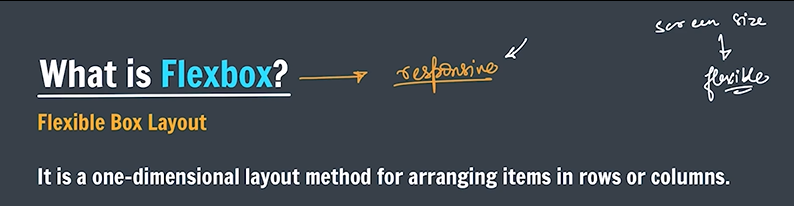 What is Flexbox? → responsive
screen size
flexible
Flexible Box Layout
It is a one-dimensional layout method for arranging items in rows or columns.